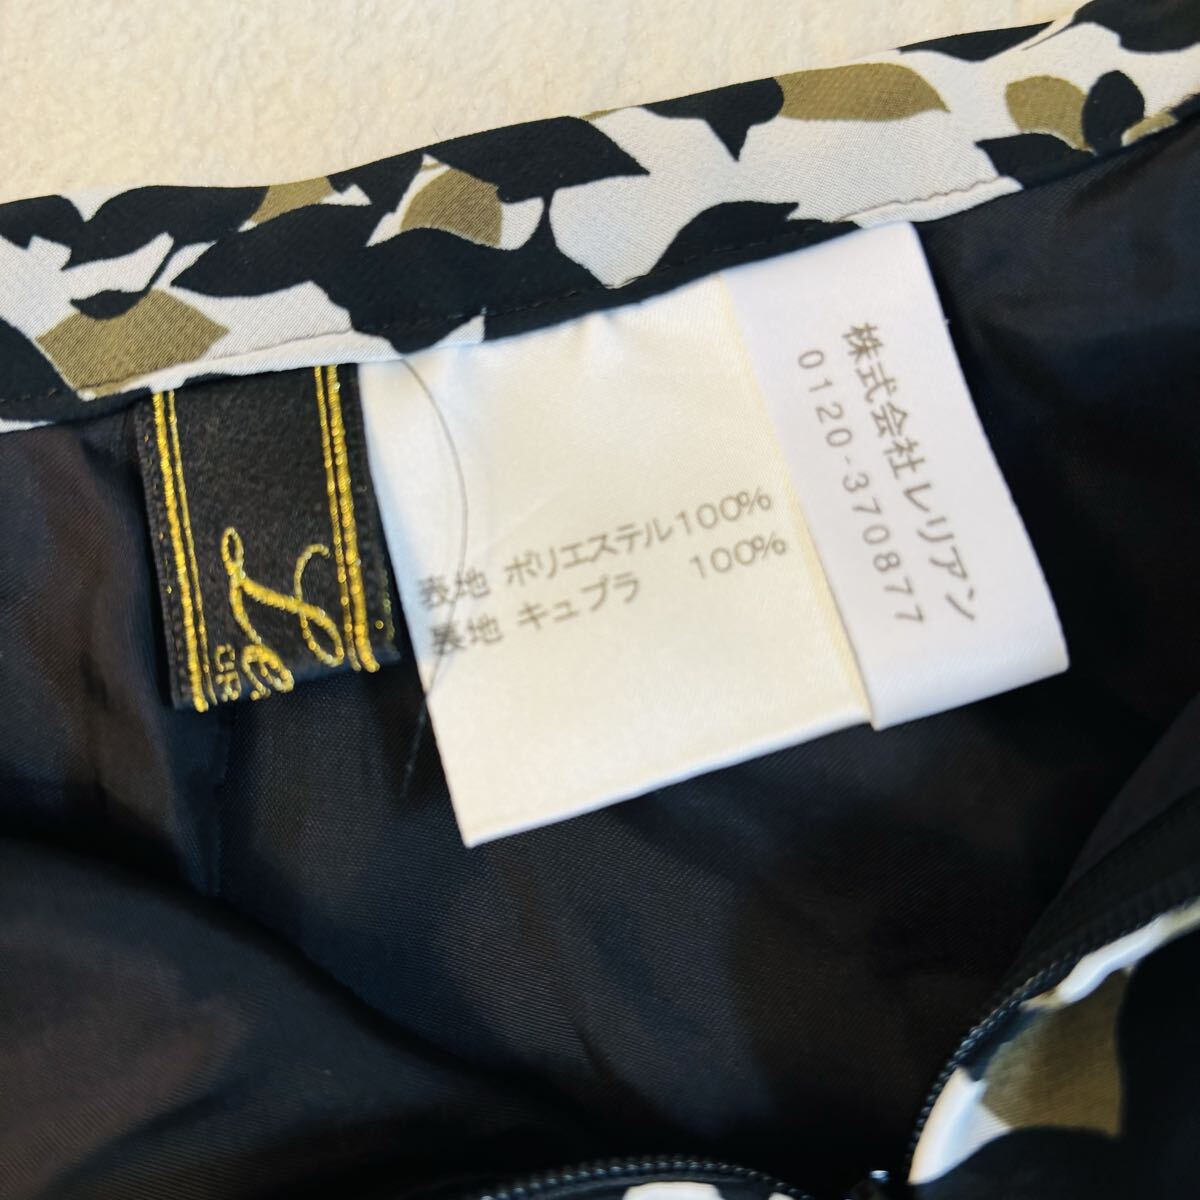 表地 ポリエステル100%
裏地 キュプラ 100%
株式会社レリアン
0120-370877